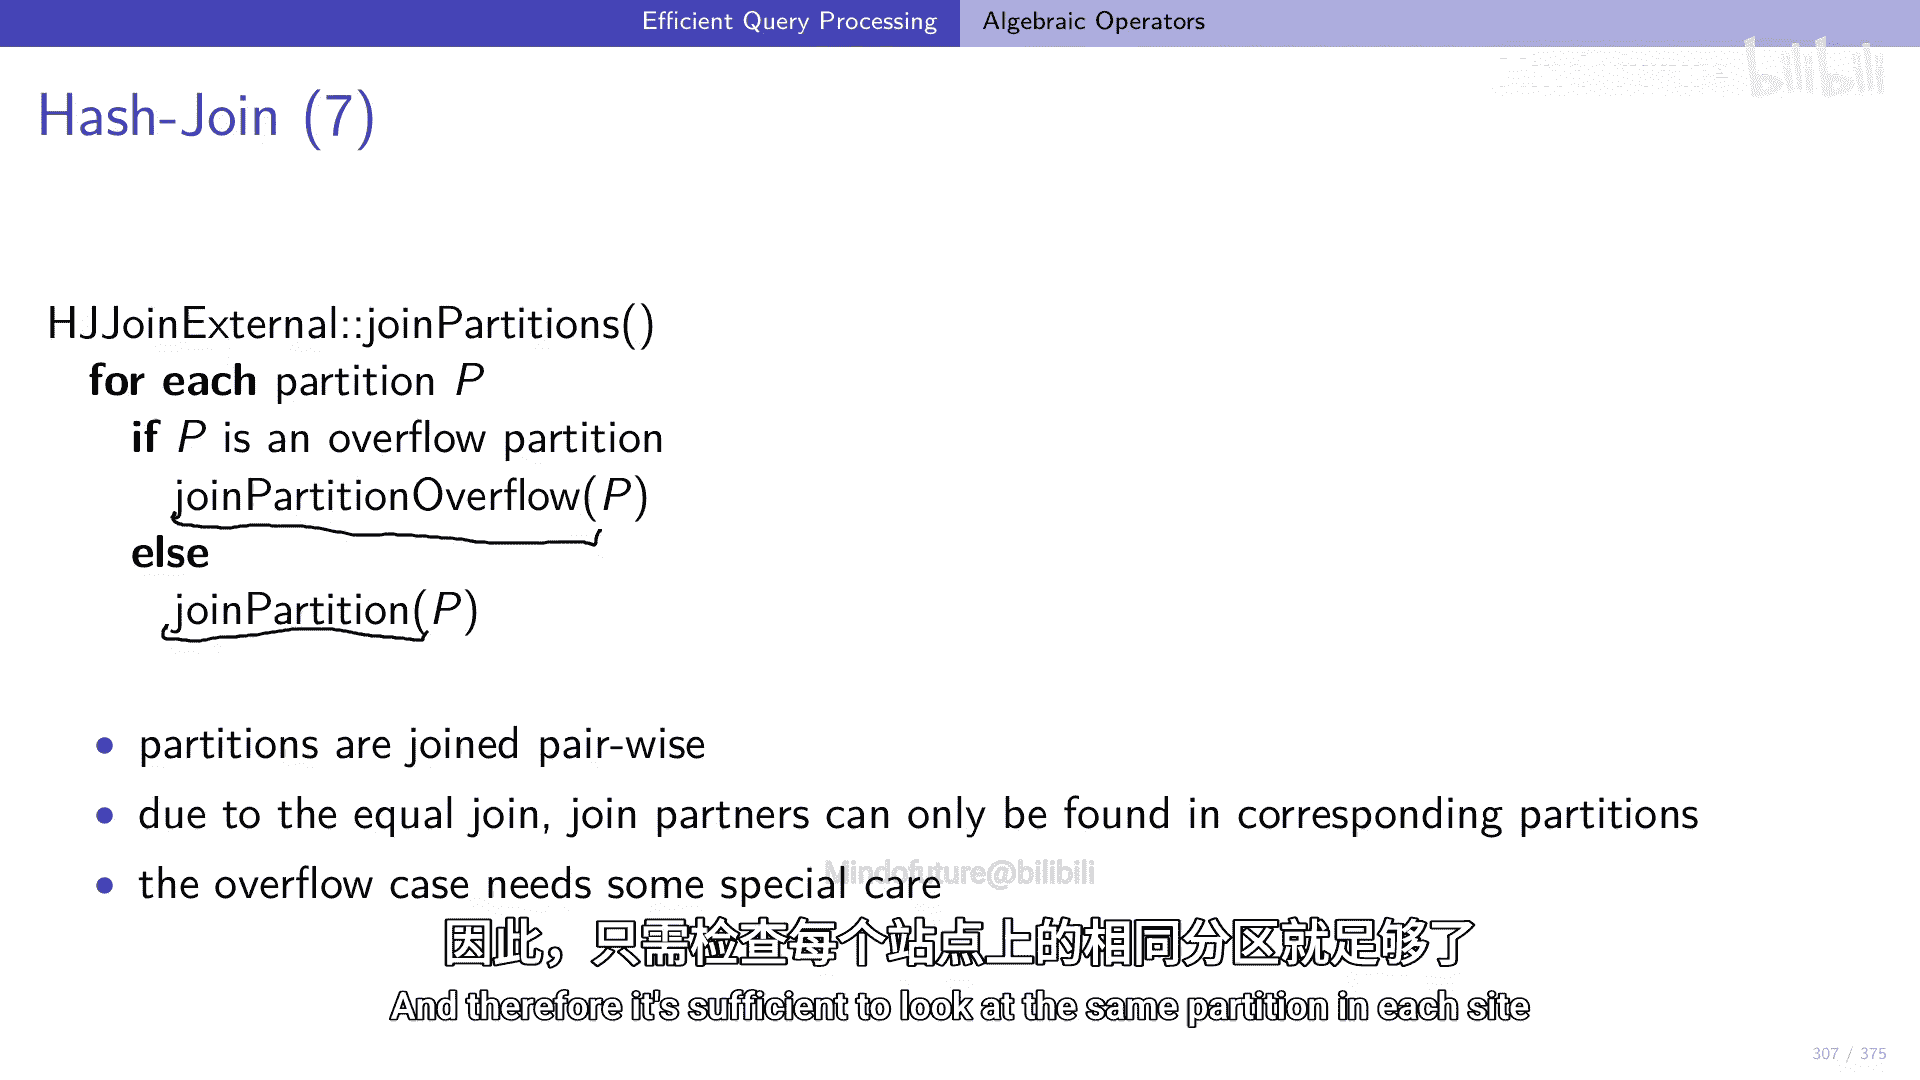 Efficient Query Processing
Algebraic Operators
bilibili
Hash-Join (7)
HJJoinExternal::joinPartitions()
for each partition P
if P is an overflow partition
joinPartitionOverflow(P)
else
joinPartition(P)
• partitions are joined pair-wise
• due to the equal join, join partners can only be found in corresponding partitions
• the overflow case needs some special care
Mindofuture@bilibili
因此，只需检查每个站点上的相同分区就足够了
And therefore it's sufficient to look at the same partition in each site
307 / 375